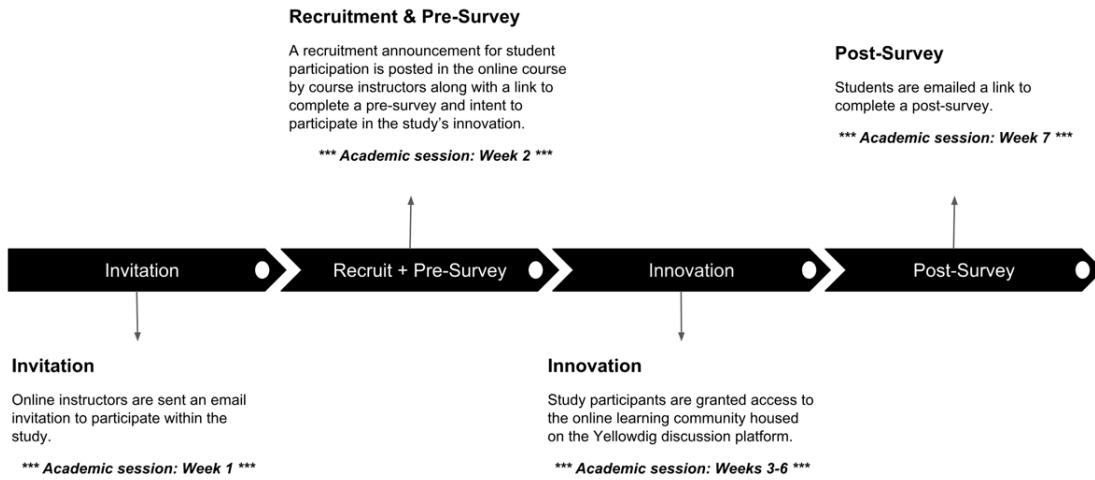 Recruitment & Pre-Survey
A recruitment announcement for student
participation is posted in the online course
by course instructors along with a link to
complete a pre-survey and intent to
participate in the study's innovation.
*** Academic session: Week 2 ***
Post-Survey
Students are emailed a link to
complete a post-survey.
*** Academic session: Week 7 ***
Invitation
Recruit + Pre-Survey
Innovation
Post-Survey
Invitation
Online instructors are sent an email
invitation to participate within the
study.
*** Academic session: Week 1 ***
Innovation
Study participants are granted access to
the online learning community housed
on the Yellowdig discussion platform.
*** Academic session: Weeks 3-6 ***